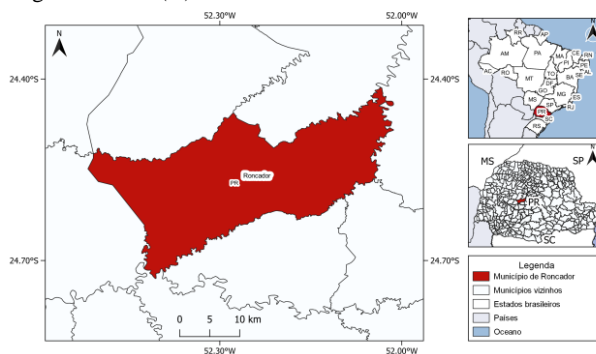 52.30°W 52.00°W
N
24.40°S 24.40°S
Roncador
PR
24.70°S 24.70°S
0 5 10 km
52.30°W 52.00°W
N
RR AP
AM PA MA CE RN
PI PE
AC RO TO BA SE AL
MT DF
GO MG ES
MS SP RJ
PR
SC
RS
MS SP
N
PR
SC
Legenda
Município de Roncador
Municípios vizinhos
Estados brasileiros
Países
Oceano